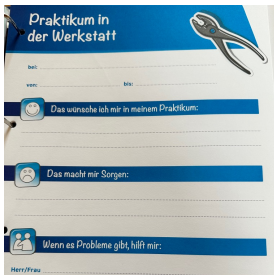 Praktikum in
der Werkstatt
bei:
von: bis:
Das wünsche ich mir in meinem Praktikum:
Das macht mir Sorgen:
Wenn es Probleme gibt, hilft mir:
Herr/Frau